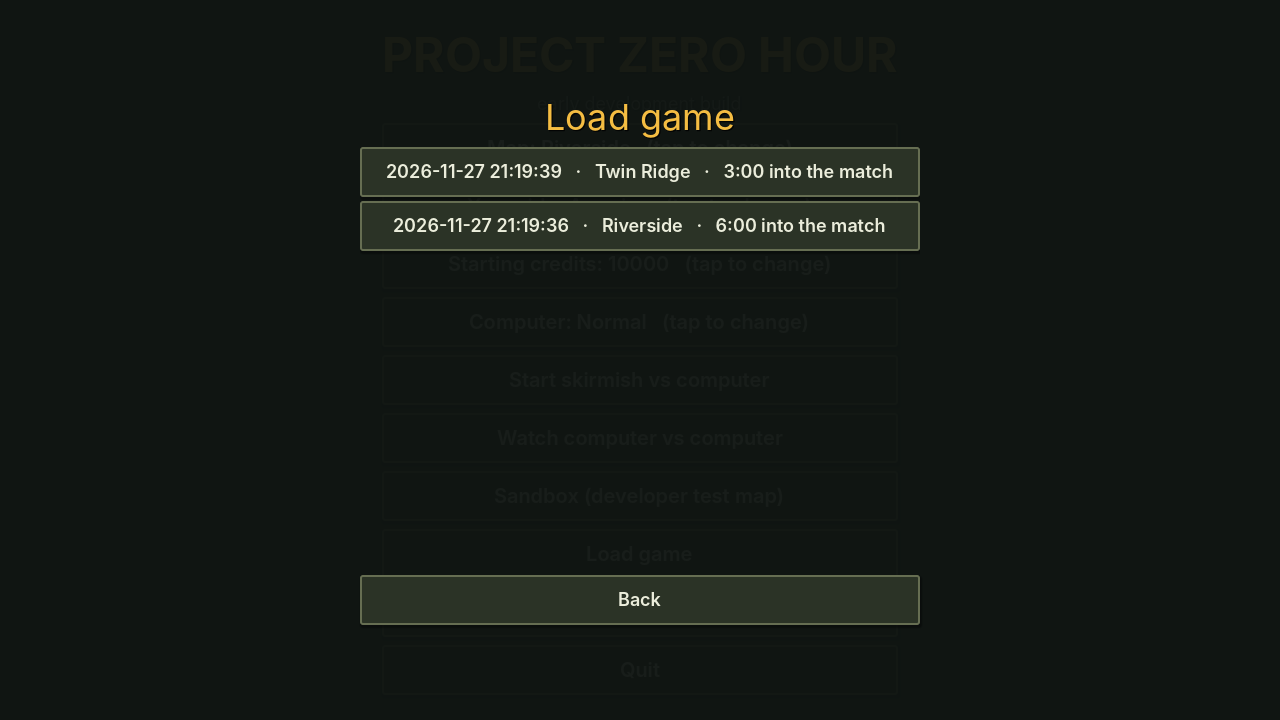 PROJECT ZERO HOUR
Load game
2026-11-27 21:19:39 · Twin Ridge · 3:00 into the match
2026-11-27 21:19:36 · Riverside · 6:00 into the match
Starting credits: 10000 (tap to change)
Computer: Normal (tap to change)
Start skirmish vs computer
Watch computer vs computer
Sandbox (developer test map)
Load game
Back
Quit